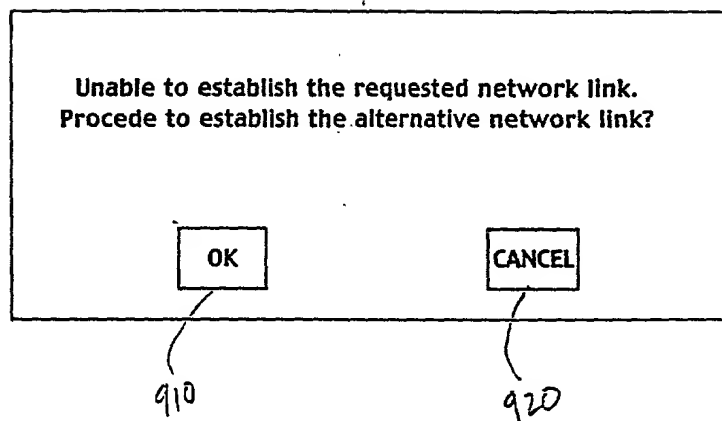 Unable to establish the requested network link.
Procede to establish the alternative network link?
OK
CANCEL
910
920